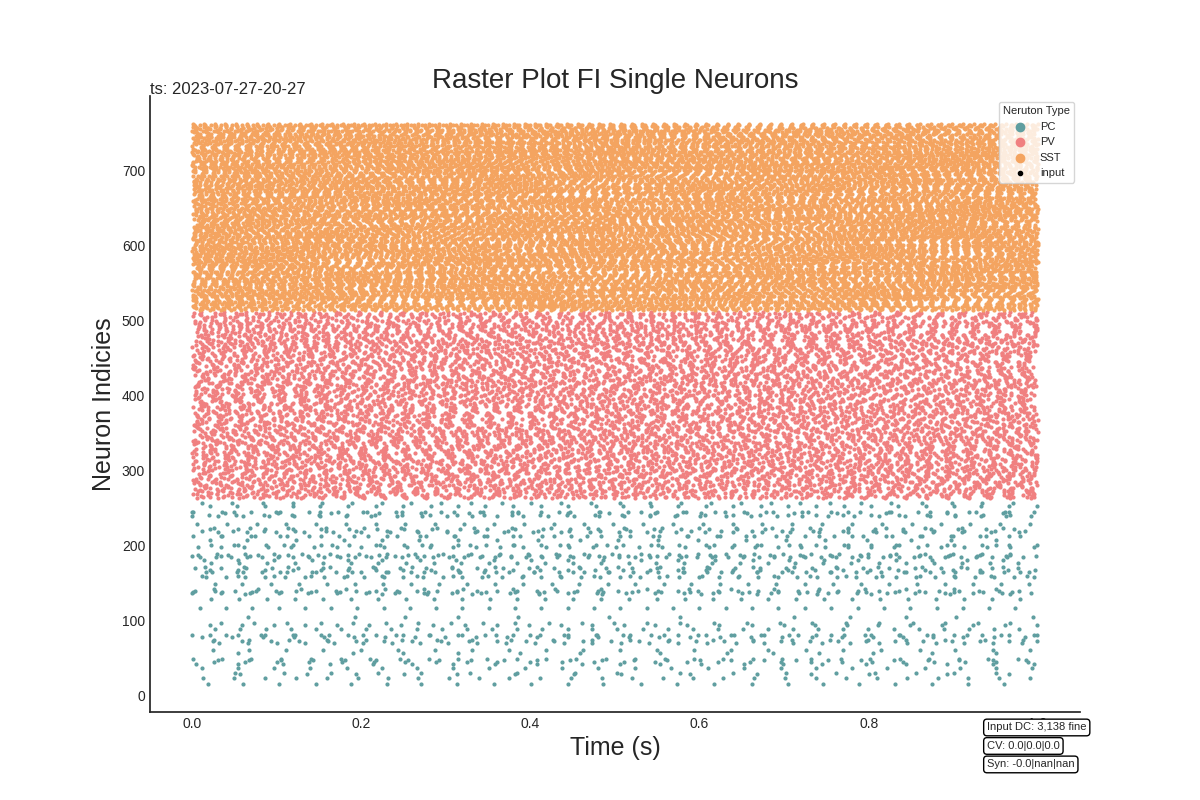 Raster Plot FI Single Neurons
ts: 2023-07-27-20-27
Neruton Type
PC
PV
SST
input
Neuron Indicies
700
600
500
400
300
200
100
0
0.0 0.2 0.4 0.6 0.8
Time (s)
Input DC: 3,138 fine
CV: 0.0|0.0|0.0
Syn: -0.0|nan|nan